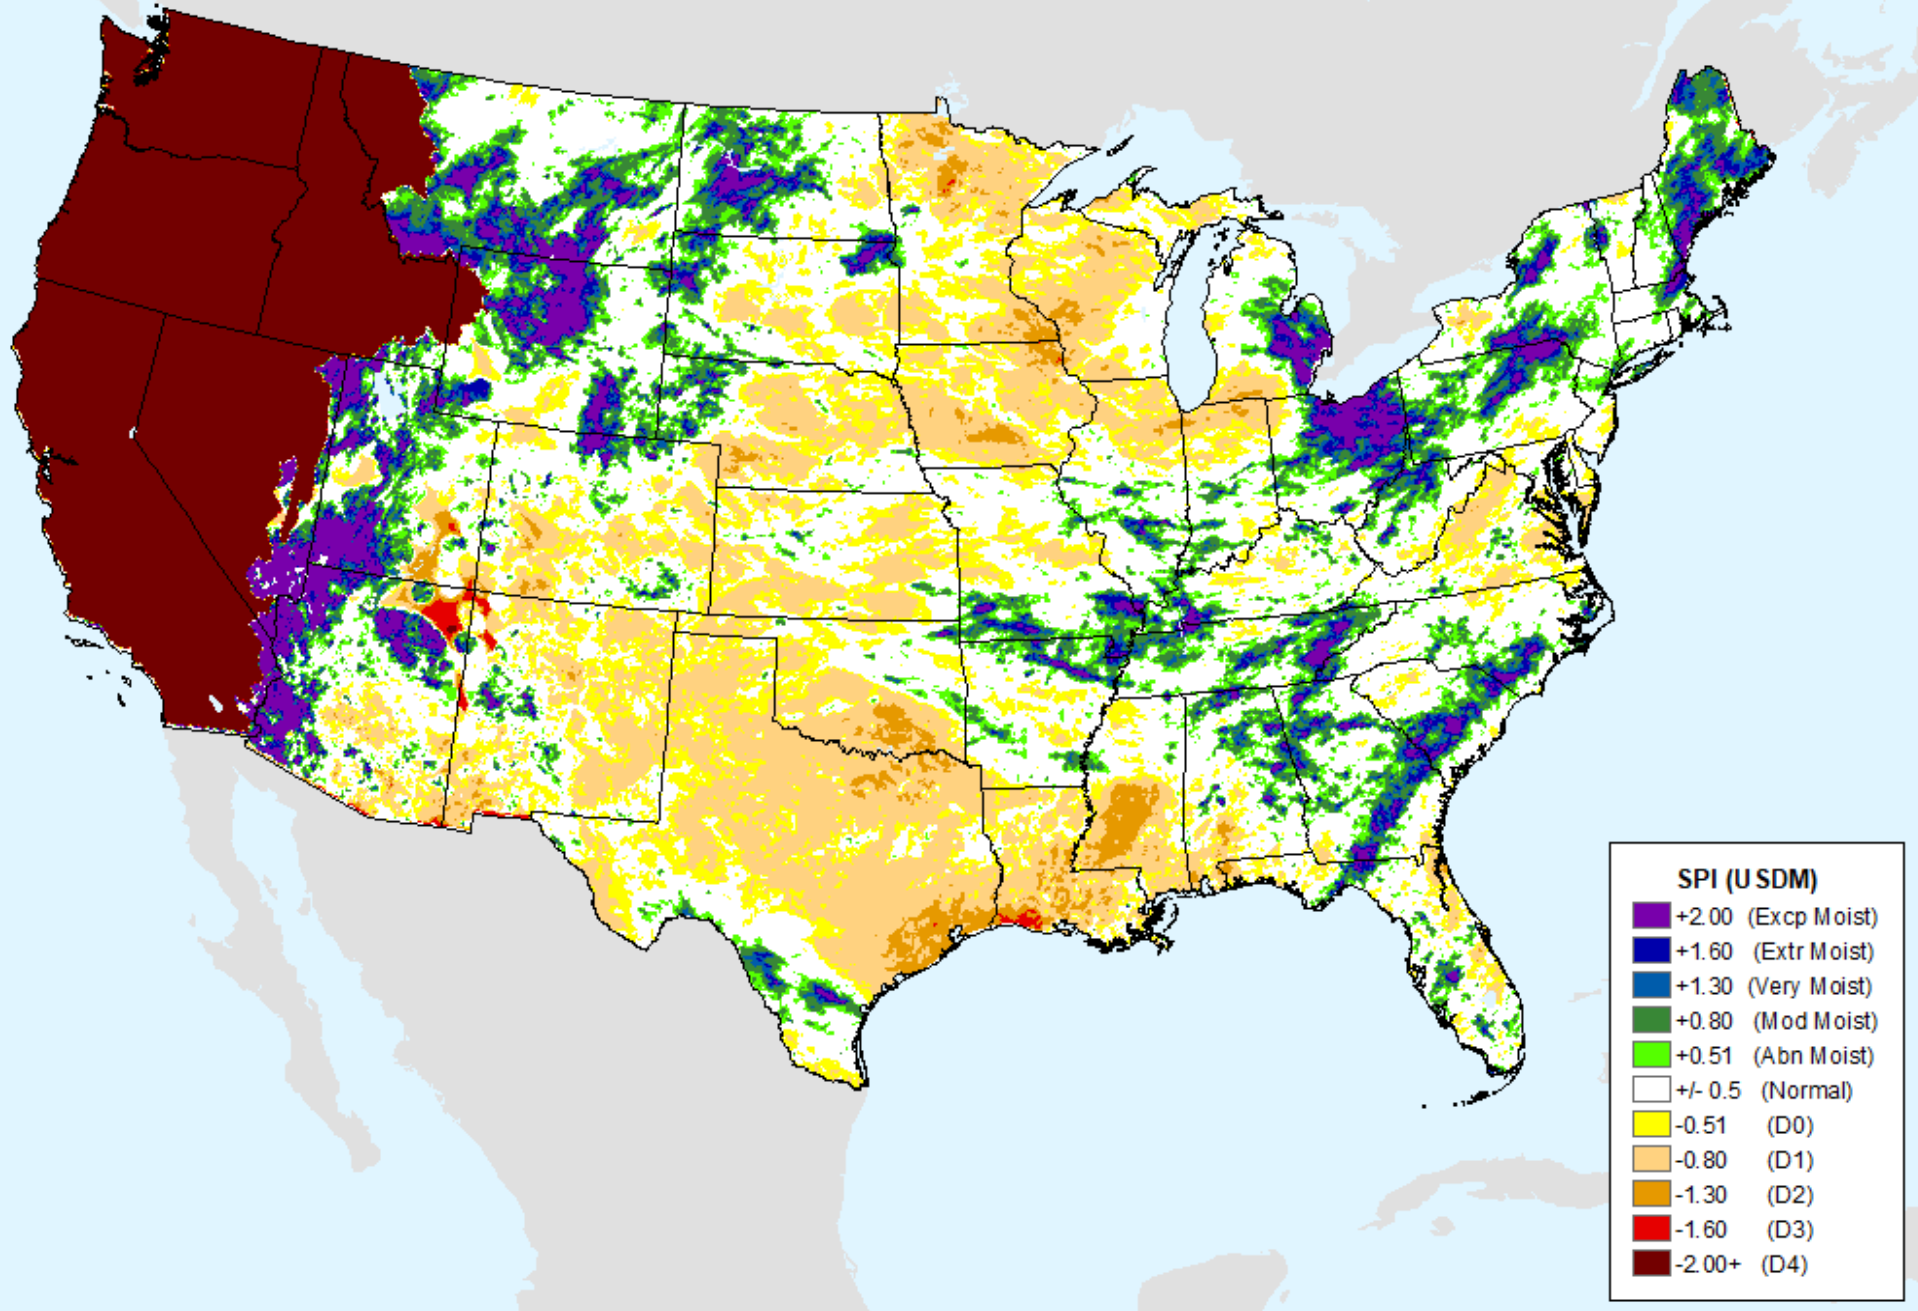 SPI (USDM)
+2.00 (Excp Moist)
+1.60 (Extr Moist)
+1.30 (Very Moist)
+0.80 (Mod Moist)
+0.51 (Abn Moist)
+/- 0.5 (Normal)
-0.51 (D0)
-0.80 (D1)
-1.30 (D2)
-1.60 (D3)
-2.00+ (D4)